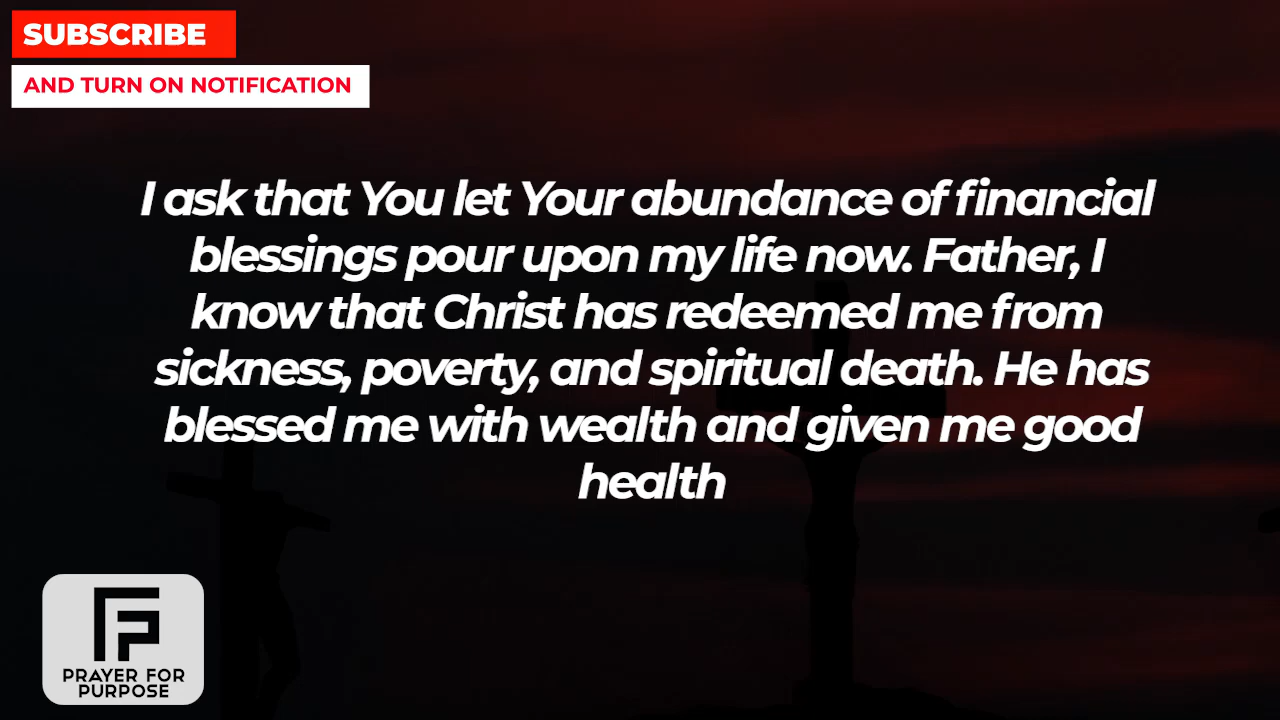 SUBSCRIBE
AND TURN ON NOTIFICATION
I ask that You let Your abundance of financial
blessings pour upon my life now. Father, I
know that Christ has redeemed me from
sickness, poverty, and spiritual death. He has
blessed me with wealth and given me good
health
PRAYER FOR
PURPOSE